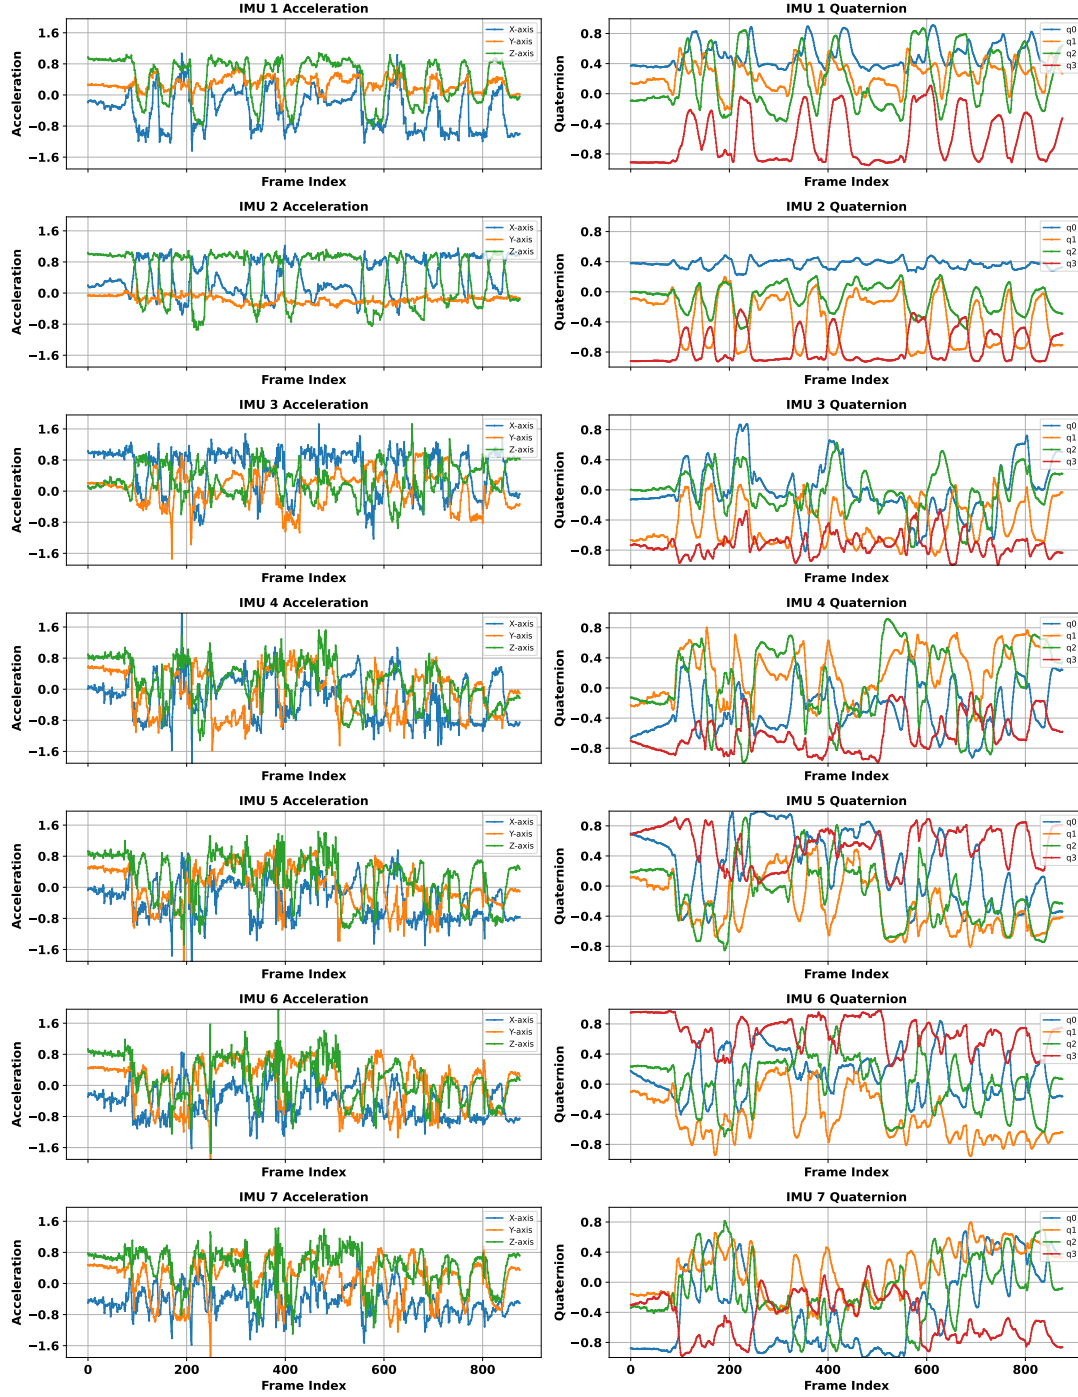 IMU 1 Acceleration
Acceleration
1.6
0.8
0.0
−0.8
−1.6
X-axis
Y-axis
Z-axis
Frame Index
IMU 1 Quaternion
Quaternion
0.8
0.4
0.0
−0.4
−0.8
q0
q1
q2
q3
Frame Index
IMU 2 Acceleration
Acceleration
1.6
0.8
0.0
−0.8
−1.6
X-axis
Y-axis
Z-axis
Frame Index
IMU 2 Quaternion
Quaternion
0.8
0.4
0.0
−0.4
−0.8
q0
q1
q2
q3
Frame Index
IMU 3 Acceleration
Acceleration
1.6
0.8
0.0
−0.8
−1.6
X-axis
Y-axis
Z-axis
Frame Index
IMU 3 Quaternion
Quaternion
0.8
0.4
0.0
−0.4
−0.8
q0
q1
q2
q3
Frame Index
IMU 4 Acceleration
Acceleration
1.6
0.8
0.0
−0.8
−1.6
X-axis
Y-axis
Z-axis
Frame Index
IMU 4 Quaternion
Quaternion
0.8
0.4
0.0
−0.4
−0.8
q0
q1
q2
q3
Frame Index
IMU 5 Acceleration
Acceleration
1.6
0.8
0.0
−0.8
−1.6
X-axis
Y-axis
Z-axis
Frame Index
IMU 5 Quaternion
Quaternion
0.8
0.4
0.0
−0.4
−0.8
q0
q1
q2
q3
Frame Index
IMU 6 Acceleration
Acceleration
1.6
0.8
0.0
−0.8
−1.6
X-axis
Y-axis
Z-axis
Frame Index
IMU 6 Quaternion
Quaternion
0.8
0.4
0.0
−0.4
−0.8
q0
q1
q2
q3
Frame Index
IMU 7 Acceleration
Acceleration
1.6
0.8
0.0
−0.8
−1.6
X-axis
Y-axis
Z-axis
0 200 400 600 800
Frame Index
IMU 7 Quaternion
Quaternion
0.8
0.4
0.0
−0.4
−0.8
q0
q1
q2
q3
0 200 400 600 800
Frame Index